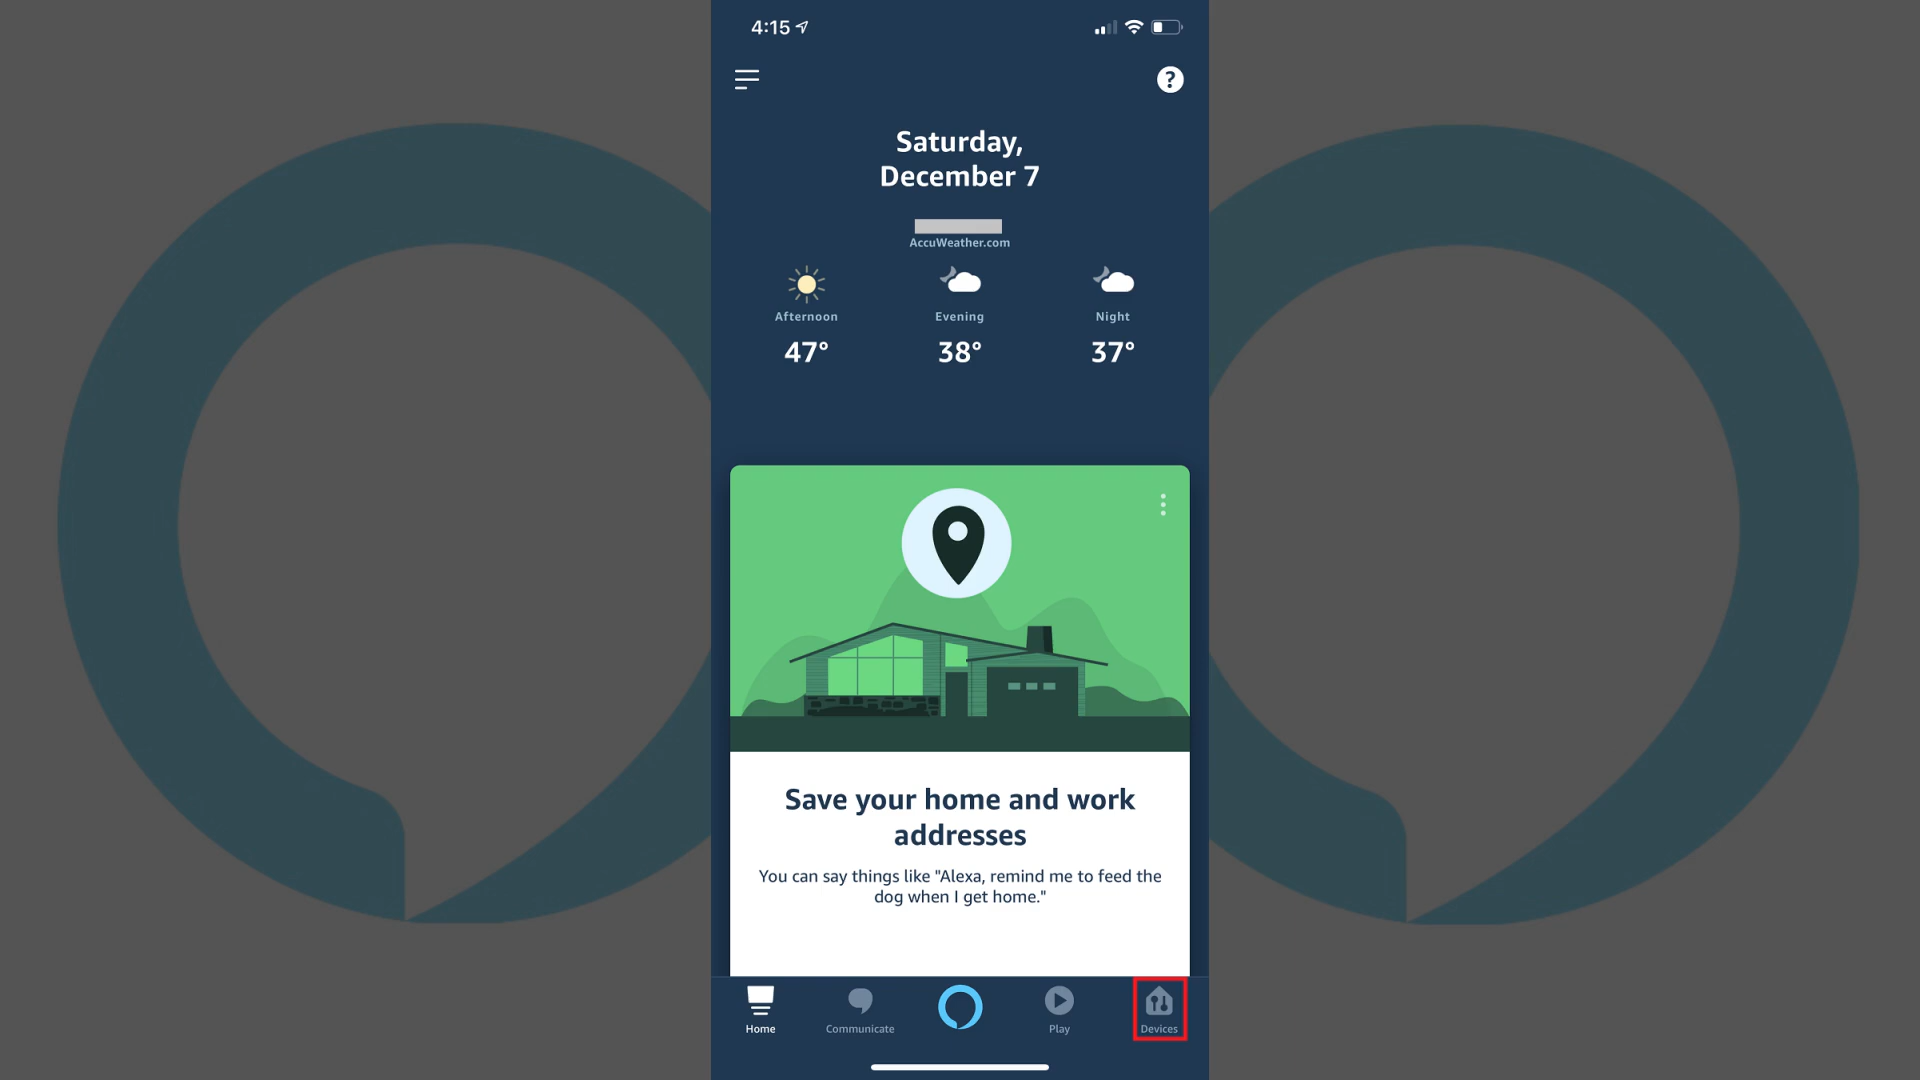 4:15
?
Saturday,
December 7
AccuWeather.com
Afternoon Evening Night
47° 38° 37°
Save your home and work
addresses
You can say things like "Alexa, remind me to feed the
dog when I get home."
Home Communicate Play Devices